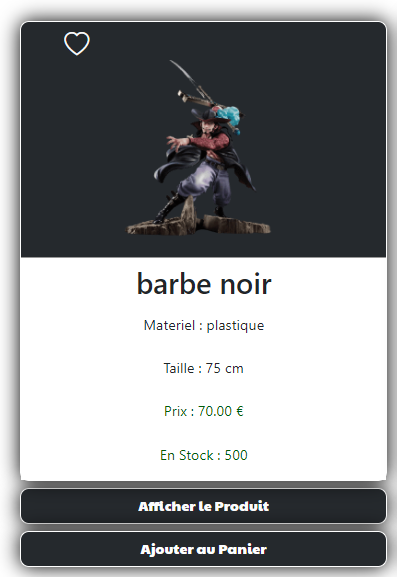 barbe noir
Materiel : plastique
Taille : 75 cm
Prix : 70.00 €
En Stock : 500
Afficher le Produit
Ajouter au Panier